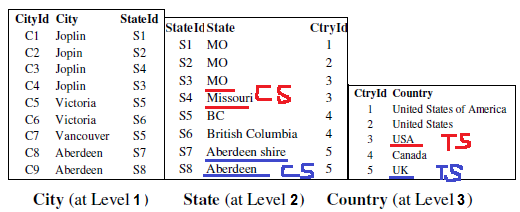 CityId City StateId
C1 Joplin S1
C2 Jopin S2
C3 Joplin S4
C4 Joplin S3
C5 Victoria S5
C6 Victoria S6
C7 Vancouver S5
C8 Aberdeen S7
C9 Aberdeen S8
City (at Level 1)
StateId State CtryId
S1 MO 1
S2 MO 2
S3 MO 3
S4 Missouri 3
CS
S5 BC 4
S6 British Columbia 4
S7 Aberdeen shire 5
S8 Aberdeen 5
CS
State (at Level 2)
CtryId Country
1 United States of America
2 United States
3 USA
TS
4 Canada
5 UK
TS
Country (at Level 3)